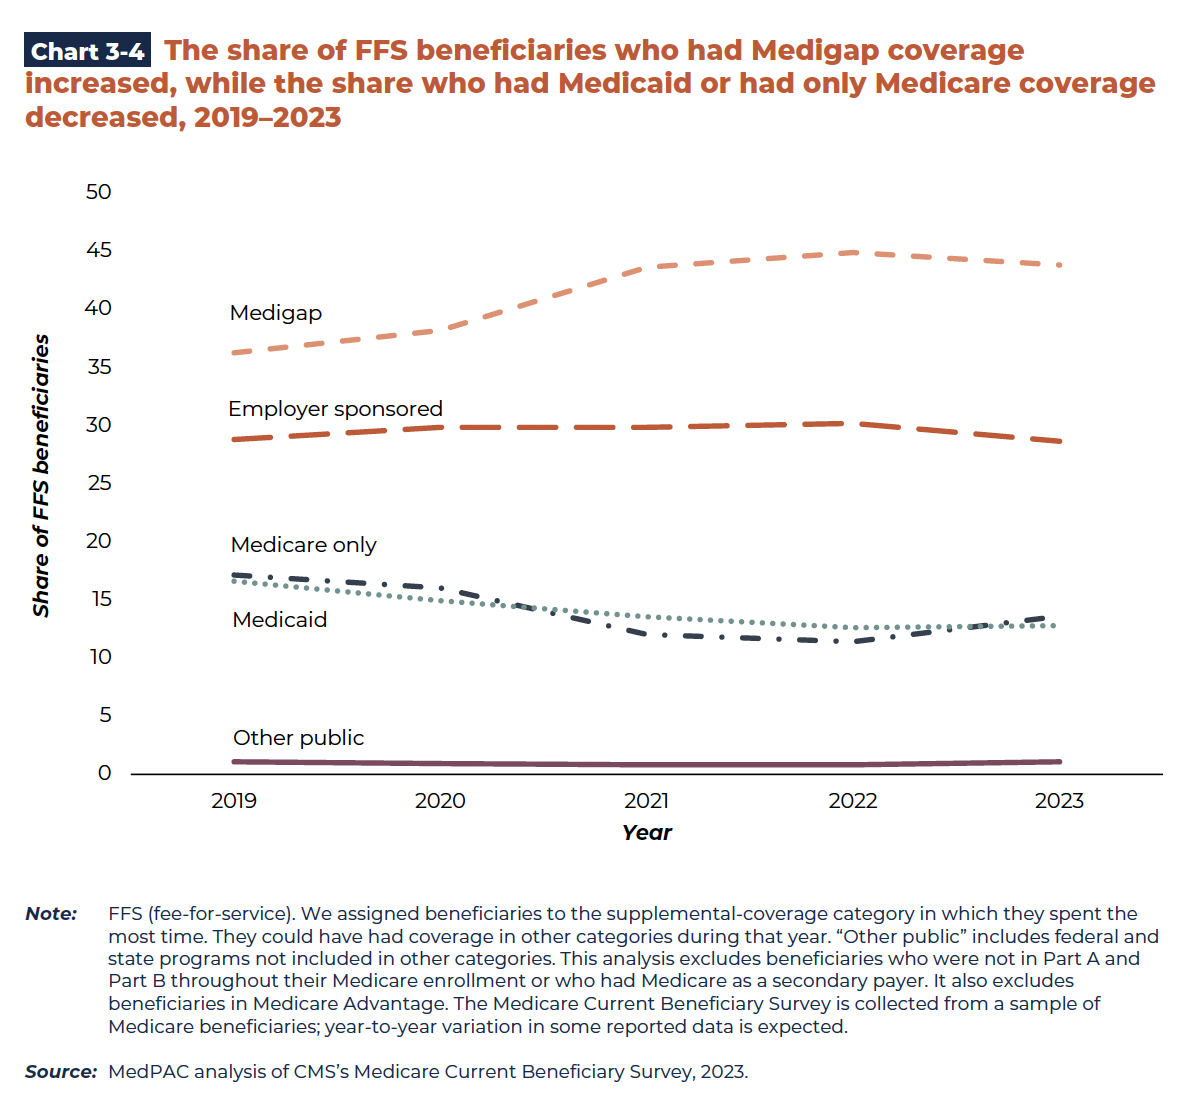 Chart 3-4 The share of FFS beneficiaries who had Medigap coverage
increased, while the share who had Medicaid or had only Medicare coverage
decreased, 2019–2023
50
45
40
35
30
25
20
15
10
5
0
Share of FFS beneficiaries
Medigap
Employer sponsored
Medicare only
Medicaid
Other public
2019
2020
2021
2022
2023
Year
Note: FFS (fee-for-service). We assigned beneficiaries to the supplemental-coverage category in which they spent the
most time. They could have had coverage in other categories during that year. “Other public” includes federal and
state programs not included in other categories. This analysis excludes beneficiaries who were not in Part A and
Part B throughout their Medicare enrollment or who had Medicare as a secondary payer. It also excludes
beneficiaries in Medicare Advantage. The Medicare Current Beneficiary Survey is collected from a sample of
Medicare beneficiaries; year-to-year variation in some reported data is expected.
Source: MedPAC analysis of CMS’s Medicare Current Beneficiary Survey, 2023.